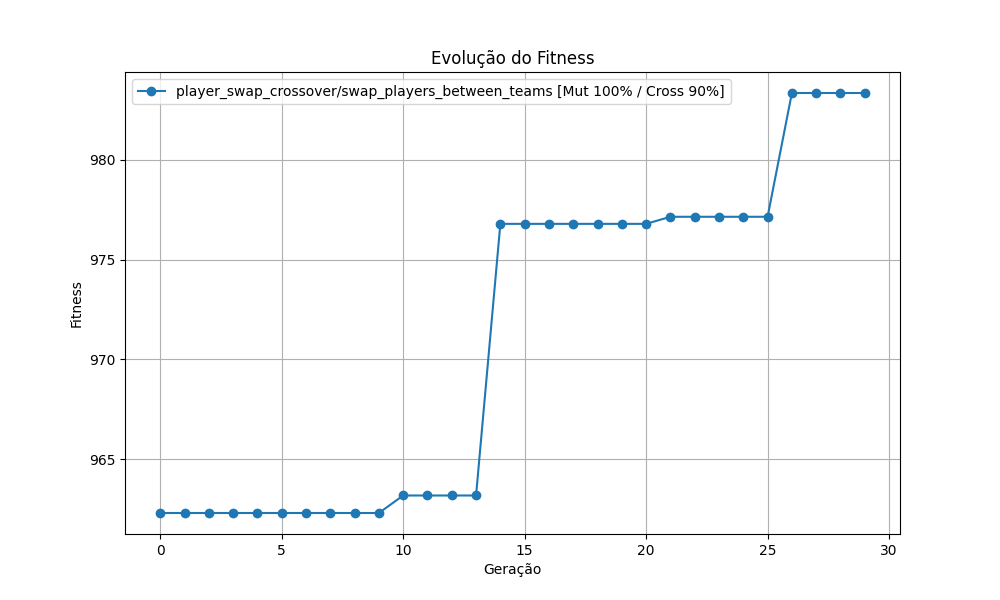 Evolução do Fitness
player_swap_crossover/swap_players_between_teams [Mut 100% / Cross 90%]
Fitness
980
975
970
965
0 5 10 15 20 25 30
Geração